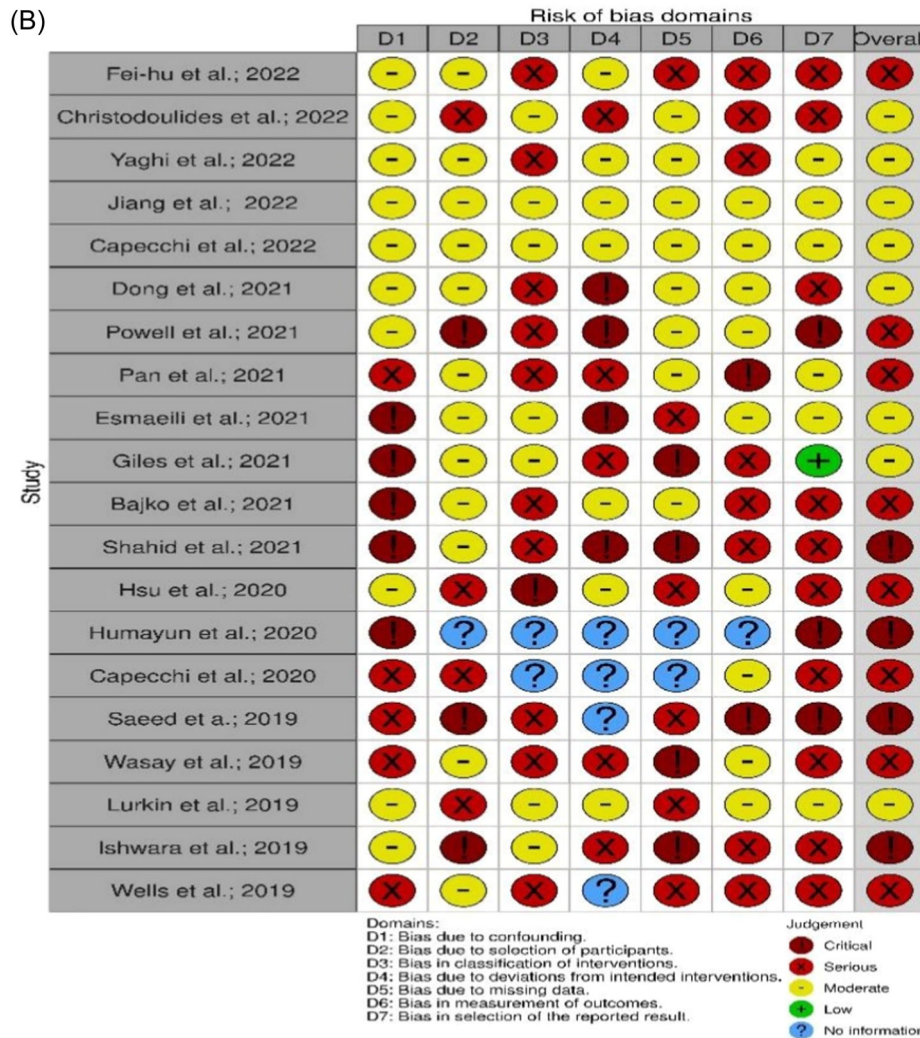 (B)
Risk of bias domains
D1 D2 D3 D4 D5 D6 D7 Overal
Fei-hu et al.; 2022 - - X - X X X X
Christodoulides et al.; 2022 - X - X - X X -
Yaghi et al.; 2022 - - X - - X - -
Jiang et al.; 2022 - - - - - - - -
Capecchi et al.; 2022 - - - - - - - -
Dong et al.; 2021 - - X ! - - X -
Powell et al.; 2021 - ! X ! - - ! X
Pan et al.; 2021 X - X X - ! - X
Esmaeili et al.; 2021 ! - - ! X - - -
Giles et al.; 2021 ! - - X ! X + -
Bajko et al.; 2021 ! - X - - X X X
Shahid et al.; 2021 ! - X ! ! X X !
Hsu et al.; 2020 - X ! - X - X X
Humayun et al.; 2020 ! ? ? ? ? ? ! !
Capecchi et al.; 2020 X X ? ? ? - X X
Saeed et a.; 2019 X ! X ? X ! ! !
Wasay et al.; 2019 X - X X ! - X X
Lurkin et al.; 2019 - X - - X - - -
Ishwara et al.; 2019 - ! - X ! X X !
Wells et al.; 2019 X - X ? X X X X
Study
Domains:
D1: Bias due to confounding.
D2: Bias due to selection of participants.
D3: Bias in classification of interventions.
D4: Bias due to deviations from intended interventions.
D5: Bias due to missing data.
D6: Bias in measurement of outcomes.
D7: Bias in selection of the reported result.
Judgement
! Critical
X Serious
- Moderate
+ Low
? No information